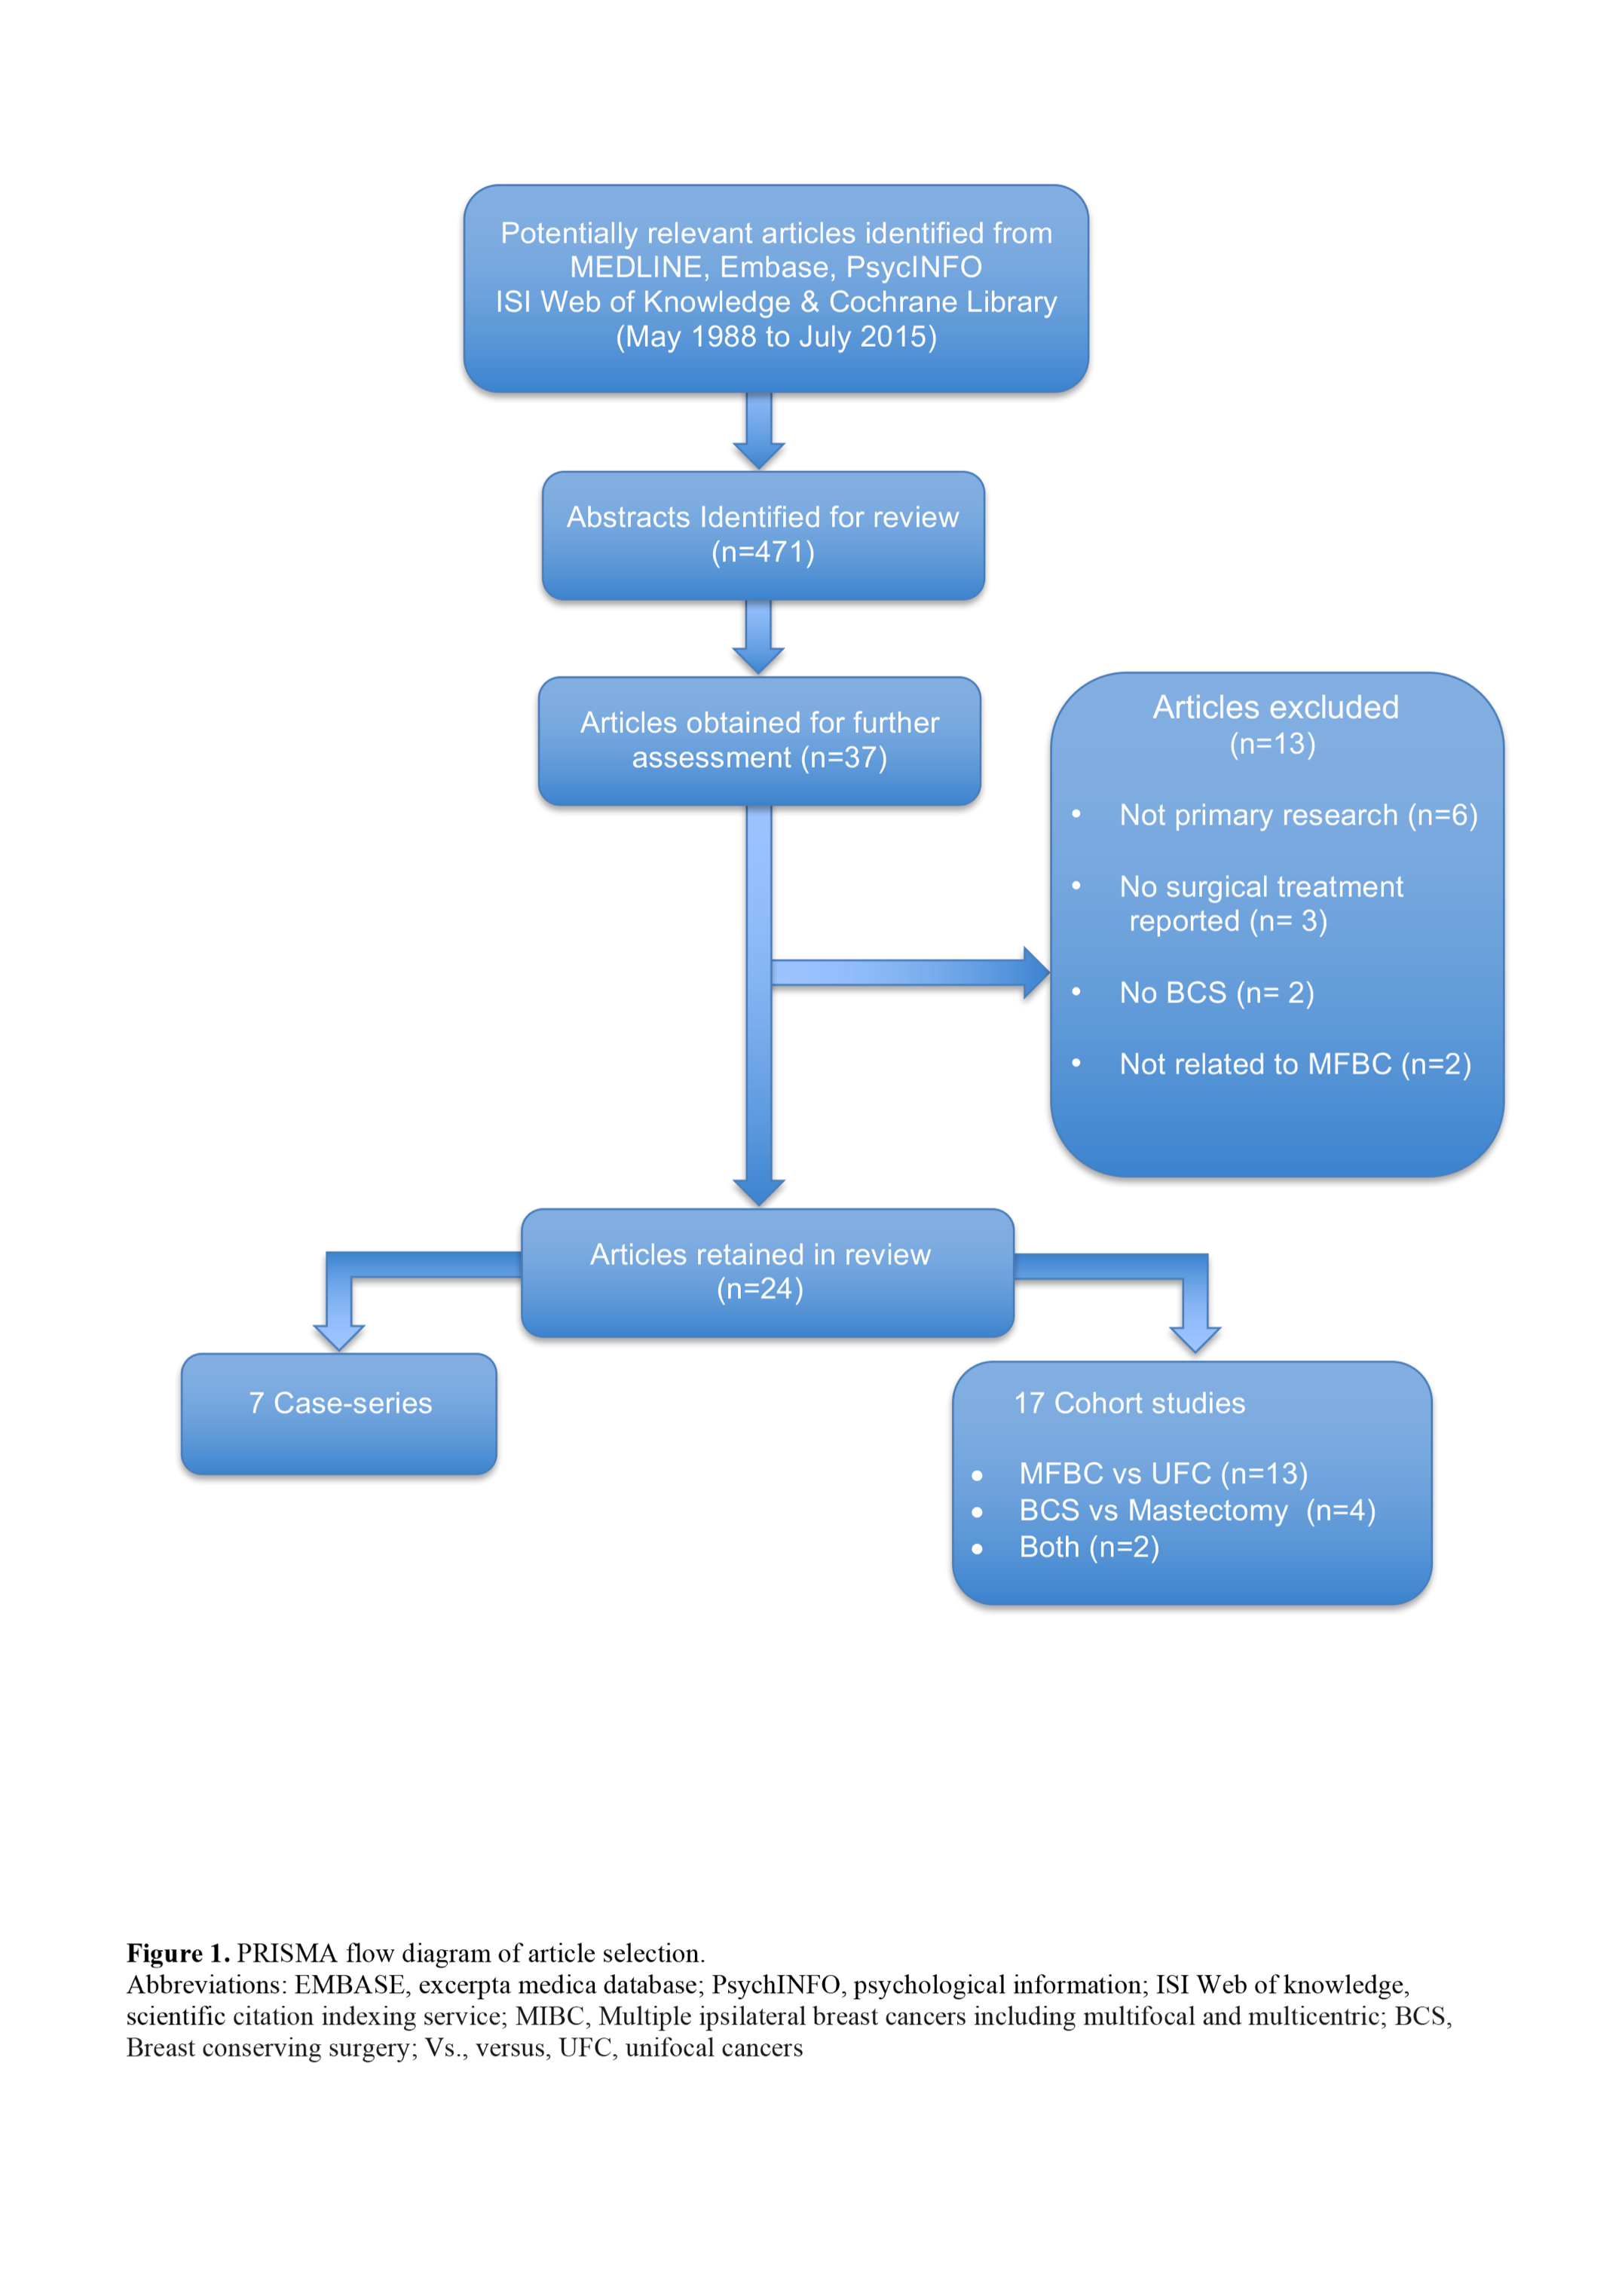 Potentially relevant articles identified from
MEDLINE, Embase, PsycINFO
ISI Web of Knowledge & Cochrane Library
(May 1988 to July 2015)
Abstracts Identified for review
(n=471)
Articles obtained for further
assessment (n=37)
Articles excluded
(n=13)
• Not primary research (n=6)
• No surgical treatment
reported (n= 3)
• No BCS (n= 2)
• Not related to MFBC (n=2)
Articles retained in review
(n=24)
7 Case-series
17 Cohort studies
• MFBC vs UFC (n=13)
• BCS vs Mastectomy (n=4)
• Both (n=2)
Figure 1. PRISMA flow diagram of article selection.
Abbreviations: EMBASE, excerpta medica database; PsychINFO, psychological information; ISI Web of knowledge,
scientific citation indexing service; MIBC, Multiple ipsilateral breast cancers including multifocal and multicentric; BCS,
Breast conserving surgery; Vs., versus, UFC, unifocal cancers